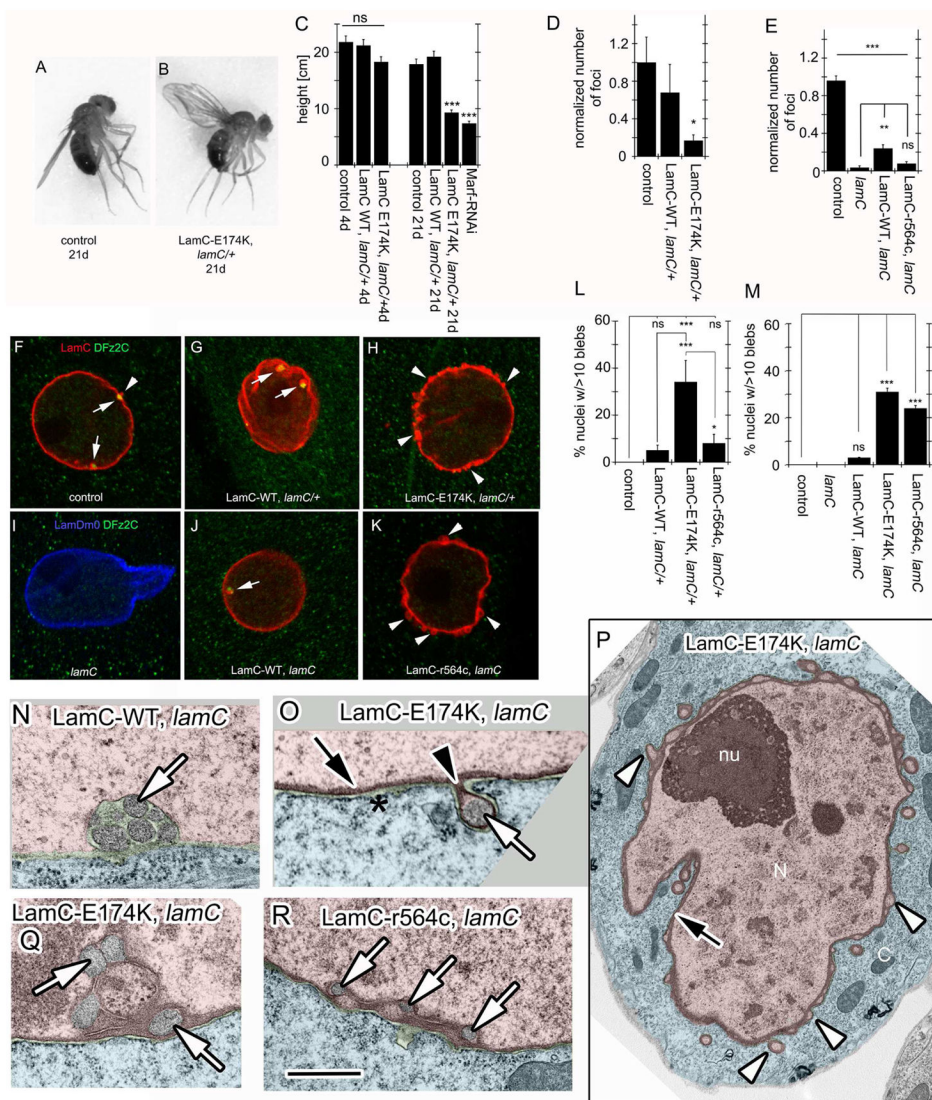 A
control
21d
B
LamC-E174K,
lamC/+
21d
C
ns
height [cm]
20
10
0
***
***
control 4d
LamC WT, lamC/+ 4d
LamC E174K, lamC/+4d
control 21d
LamC WT, lamC/+ 21d
LamC E174K, lamC/+ 21d
Marf-RNAi
D
normalized number
of foci
1.2
0.8
0.4
0
*
control
LamC-WT, lamC/+
LamC-E174K, lamC/+
E
normalized number
of foci
1.2
0.8
0.4
0
***
**
ns
control
lamC
LamC-WT, lamC
LamC-r564c, lamC
F
LamC DFz2C
control
G
LamC-WT, lamC/+
H
LamC-E174K, lamC/+
I
LamDm0 DFz2C
lamC
J
LamC-WT, lamC
K
LamC-r564c, lamC
L
% nuclei w/>10 blebs
60
40
20
0
ns
***
ns
***
*
control
LamC-WT, lamC/+
LamC-E174K, lamC/+
LamC-r564c, lamC/+
M
% nuclei w/>10 blebs
60
40
20
0
ns
***
***
control
lamC
LamC-WT, lamC
LamC-E174K, lamC
LamC-r564c, lamC
N
LamC-WT, lamC
O
LamC-E174K, lamC
*
P
LamC-E174K, lamC
nu
N
C
Q
LamC-E174K, lamC
R
LamC-r564c, lamC